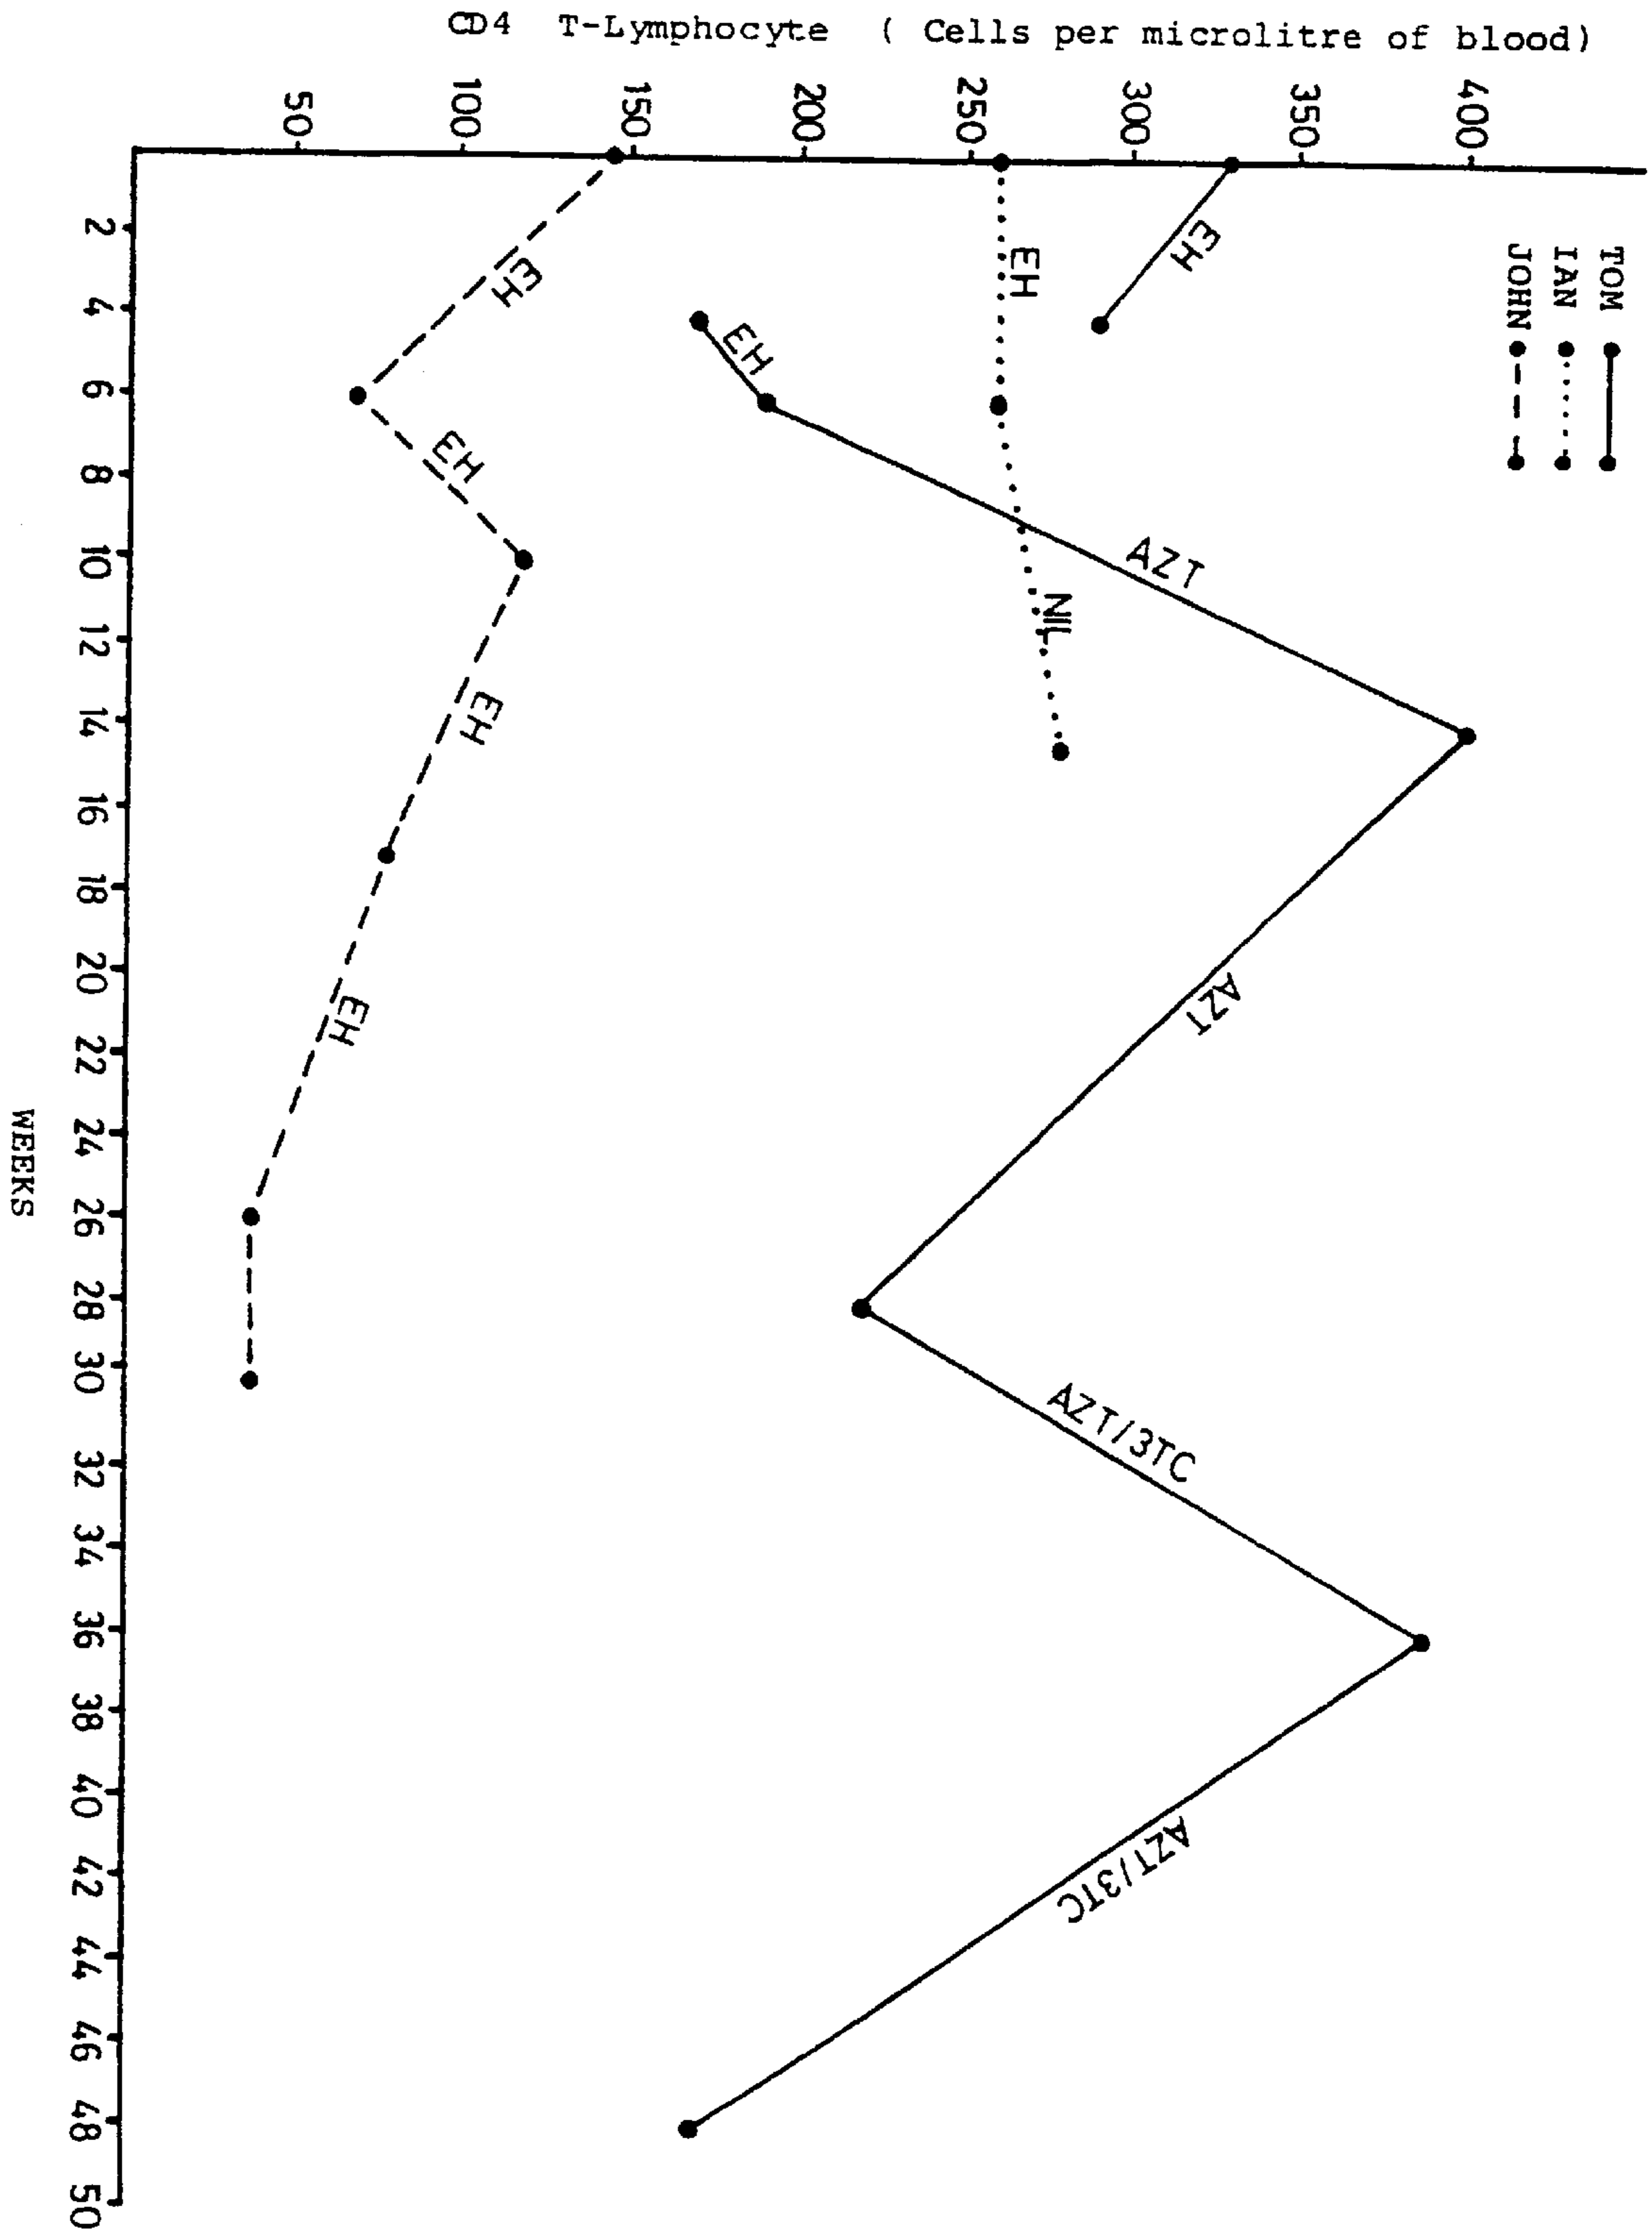 CD4 T-Lymphocyte ( Cells per microlitre of blood)
400
350
300
250
200
150
100
50
TOM
IAN
JOHN
EH
EH
EH
EH
AZT
NIL
AZT
AZT/3TC
AZT/3TC
EH
EH
EH
2 4 6 8 10 12 14 16 18 20 22 24 26 28 30 32 34 36 38 40 42 44 46 48 50
WEEKS